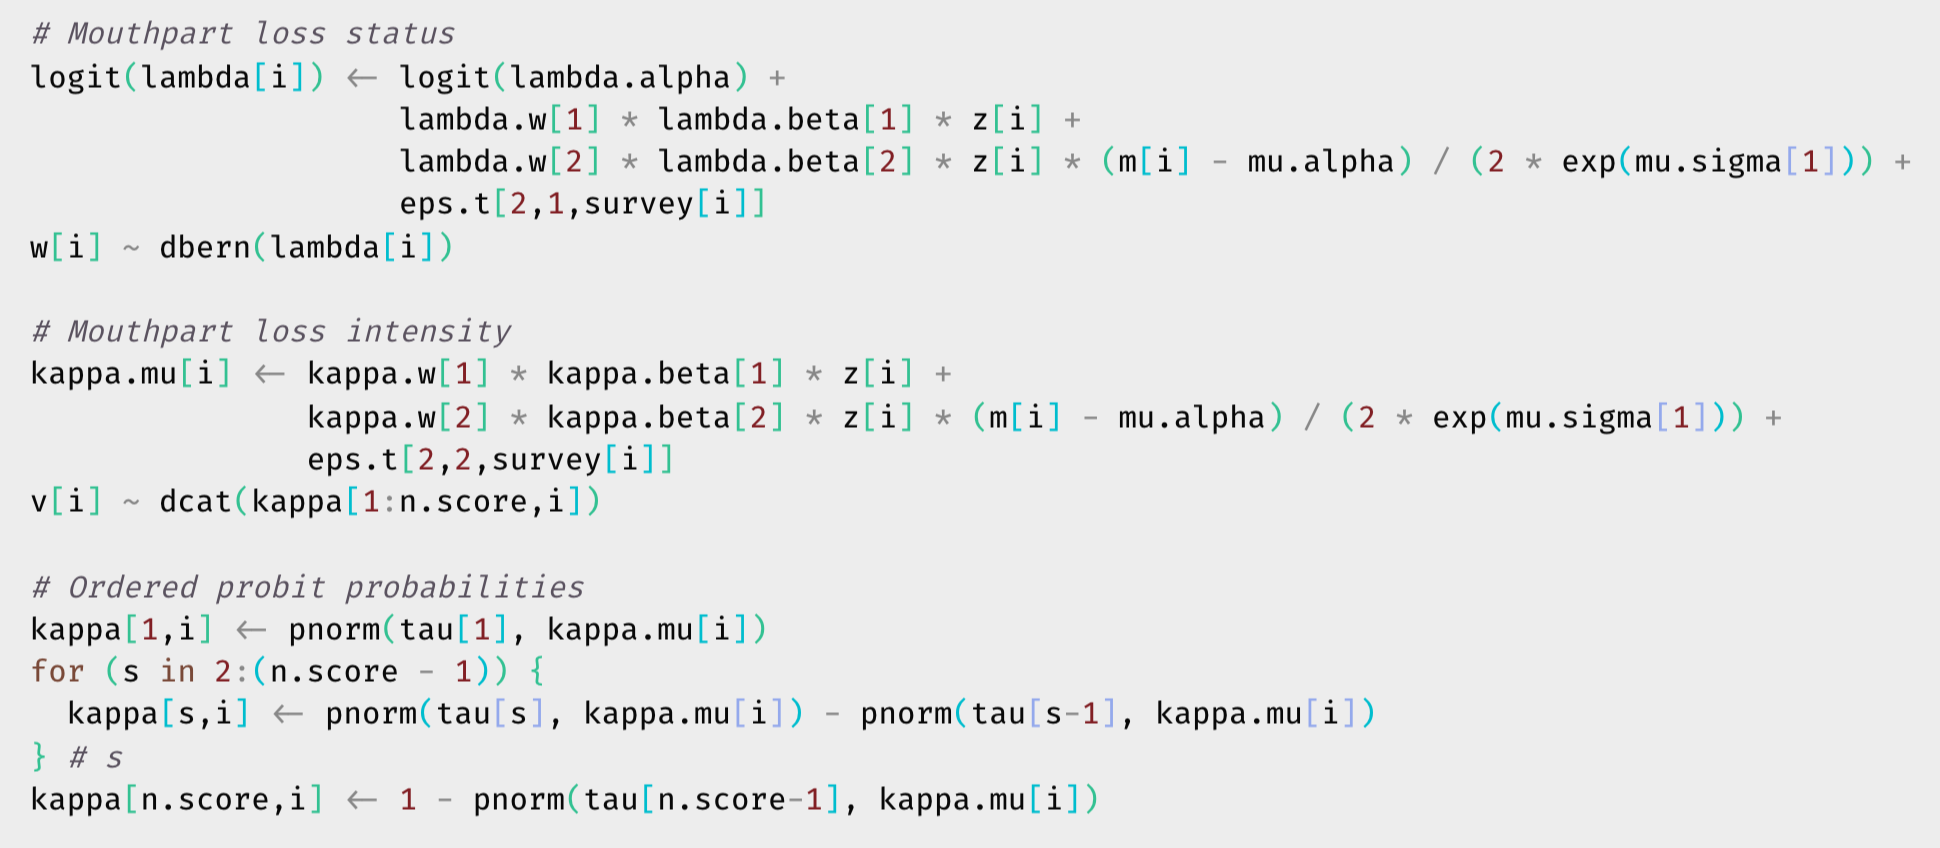 # Mouthpart loss status
logit(lambda[i]) <- logit(lambda.alpha) +
lambda.w[1] * lambda.beta[1] * z[i] +
lambda.w[2] * lambda.beta[2] * z[i] * (m[i] - mu.alpha) / (2 * exp(mu.sigma[1])) +
eps.t[2,1,survey[i]]
w[i] ~ dbern(lambda[i])
# Mouthpart loss intensity
kappa.mu[i] <- kappa.w[1] * kappa.beta[1] * z[i] +
kappa.w[2] * kappa.beta[2] * z[i] * (m[i] - mu.alpha) / (2 * exp(mu.sigma[1])) +
eps.t[2,2,survey[i]]
v[i] ~ dcat(kappa[1:n.score,i])
# Ordered probit probabilities
kappa[1,i] <- pnorm(tau[1], kappa.mu[i])
for (s in 2:(n.score - 1)) {
kappa[s,i] <- pnorm(tau[s], kappa.mu[i]) - pnorm(tau[s-1], kappa.mu[i])
} # s
kappa[n.score,i] <- 1 - pnorm(tau[n.score-1], kappa.mu[i])